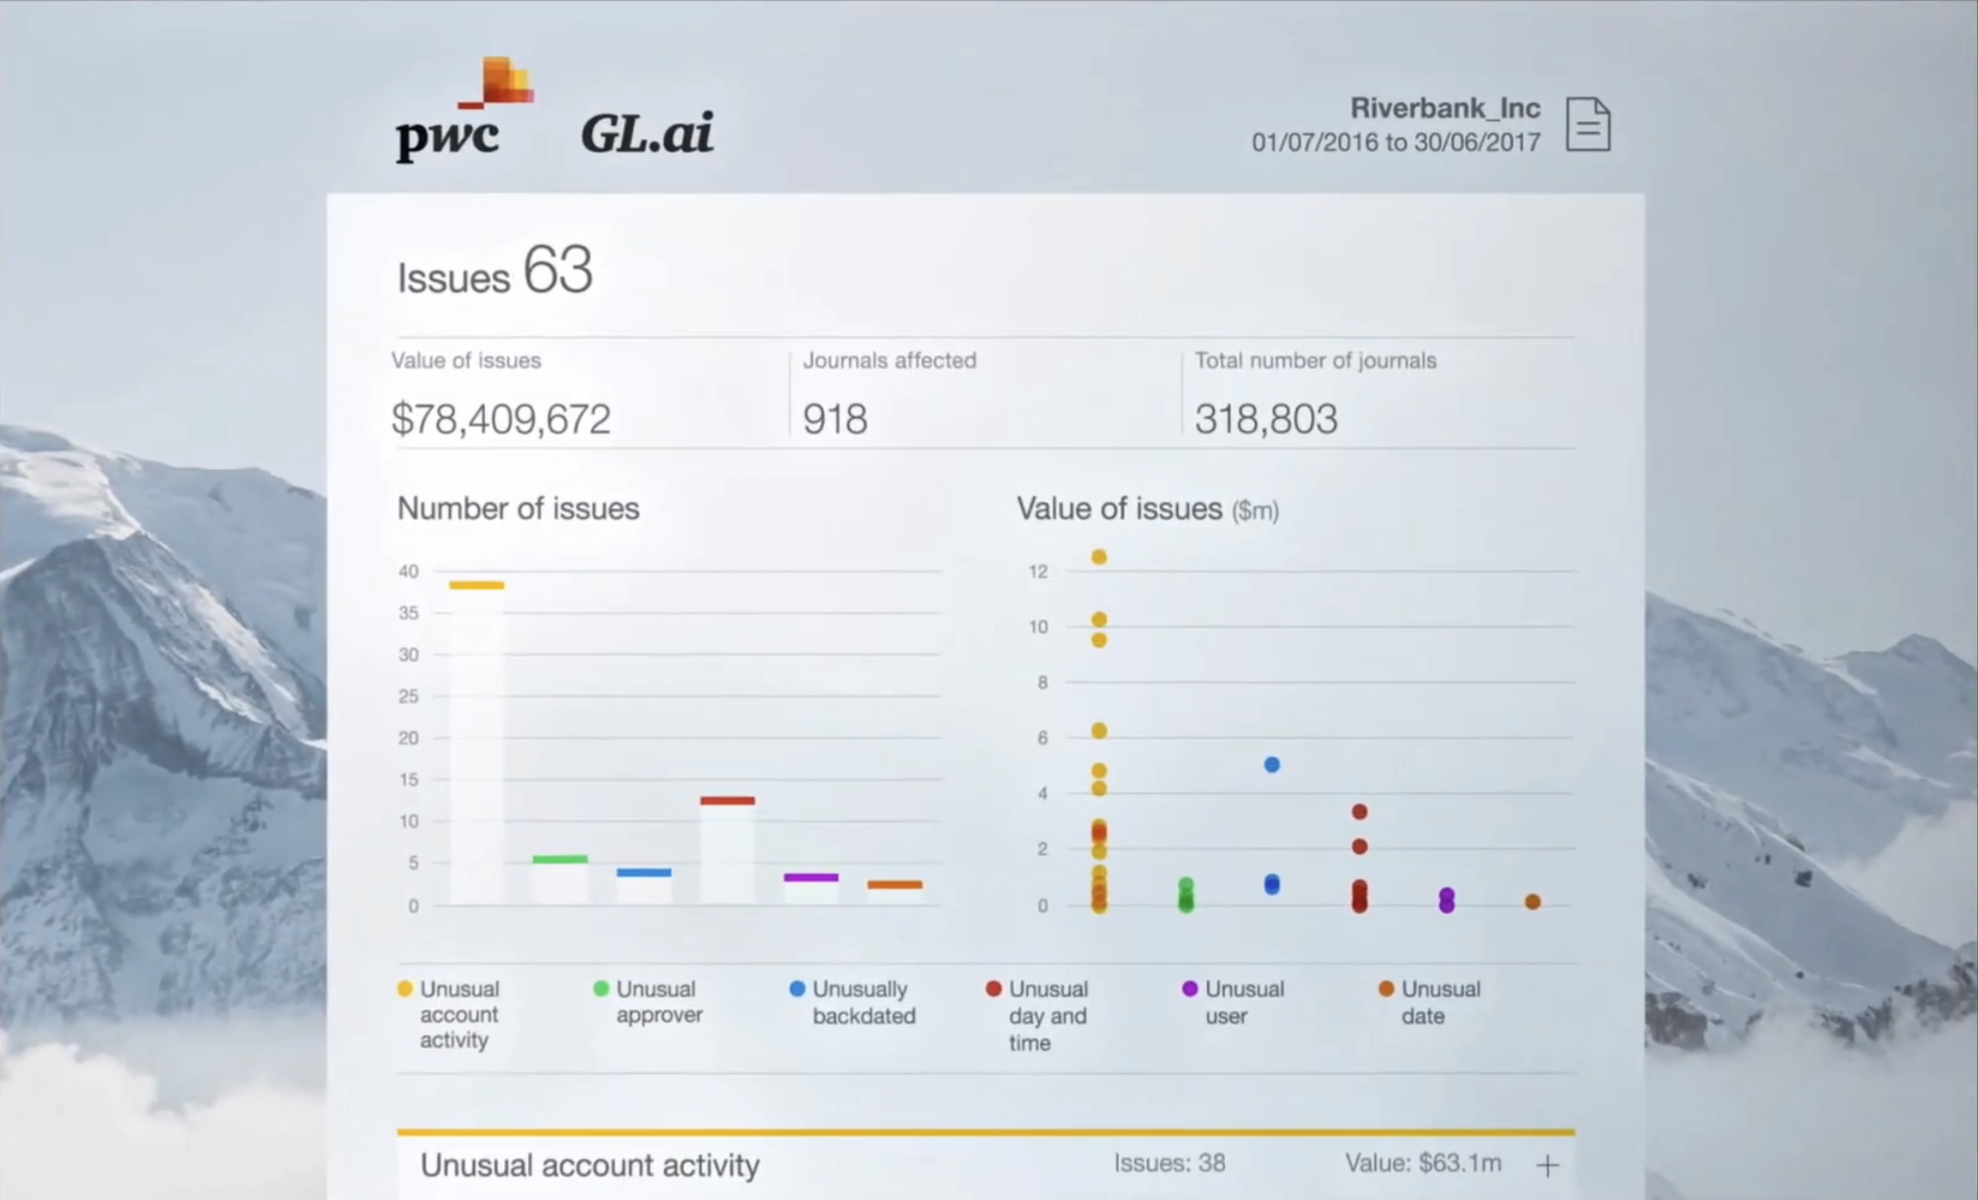 pwc GL.ai
Riverbank_Inc
01/07/2016 to 30/06/2017
Issues 63
Value of issues
$78,409,672
Journals affected
918
Total number of journals
318,803
Number of issues
40
35
30
25
20
15
10
5
0
Value of issues ($m)
12
10
8
6
4
2
0
Unusual
account
activity
Unusual
approver
Unusually
backdated
Unusual
day and
time
Unusual
user
Unusual
date
Unusual account activity Issues: 38 Value: $63.1m +